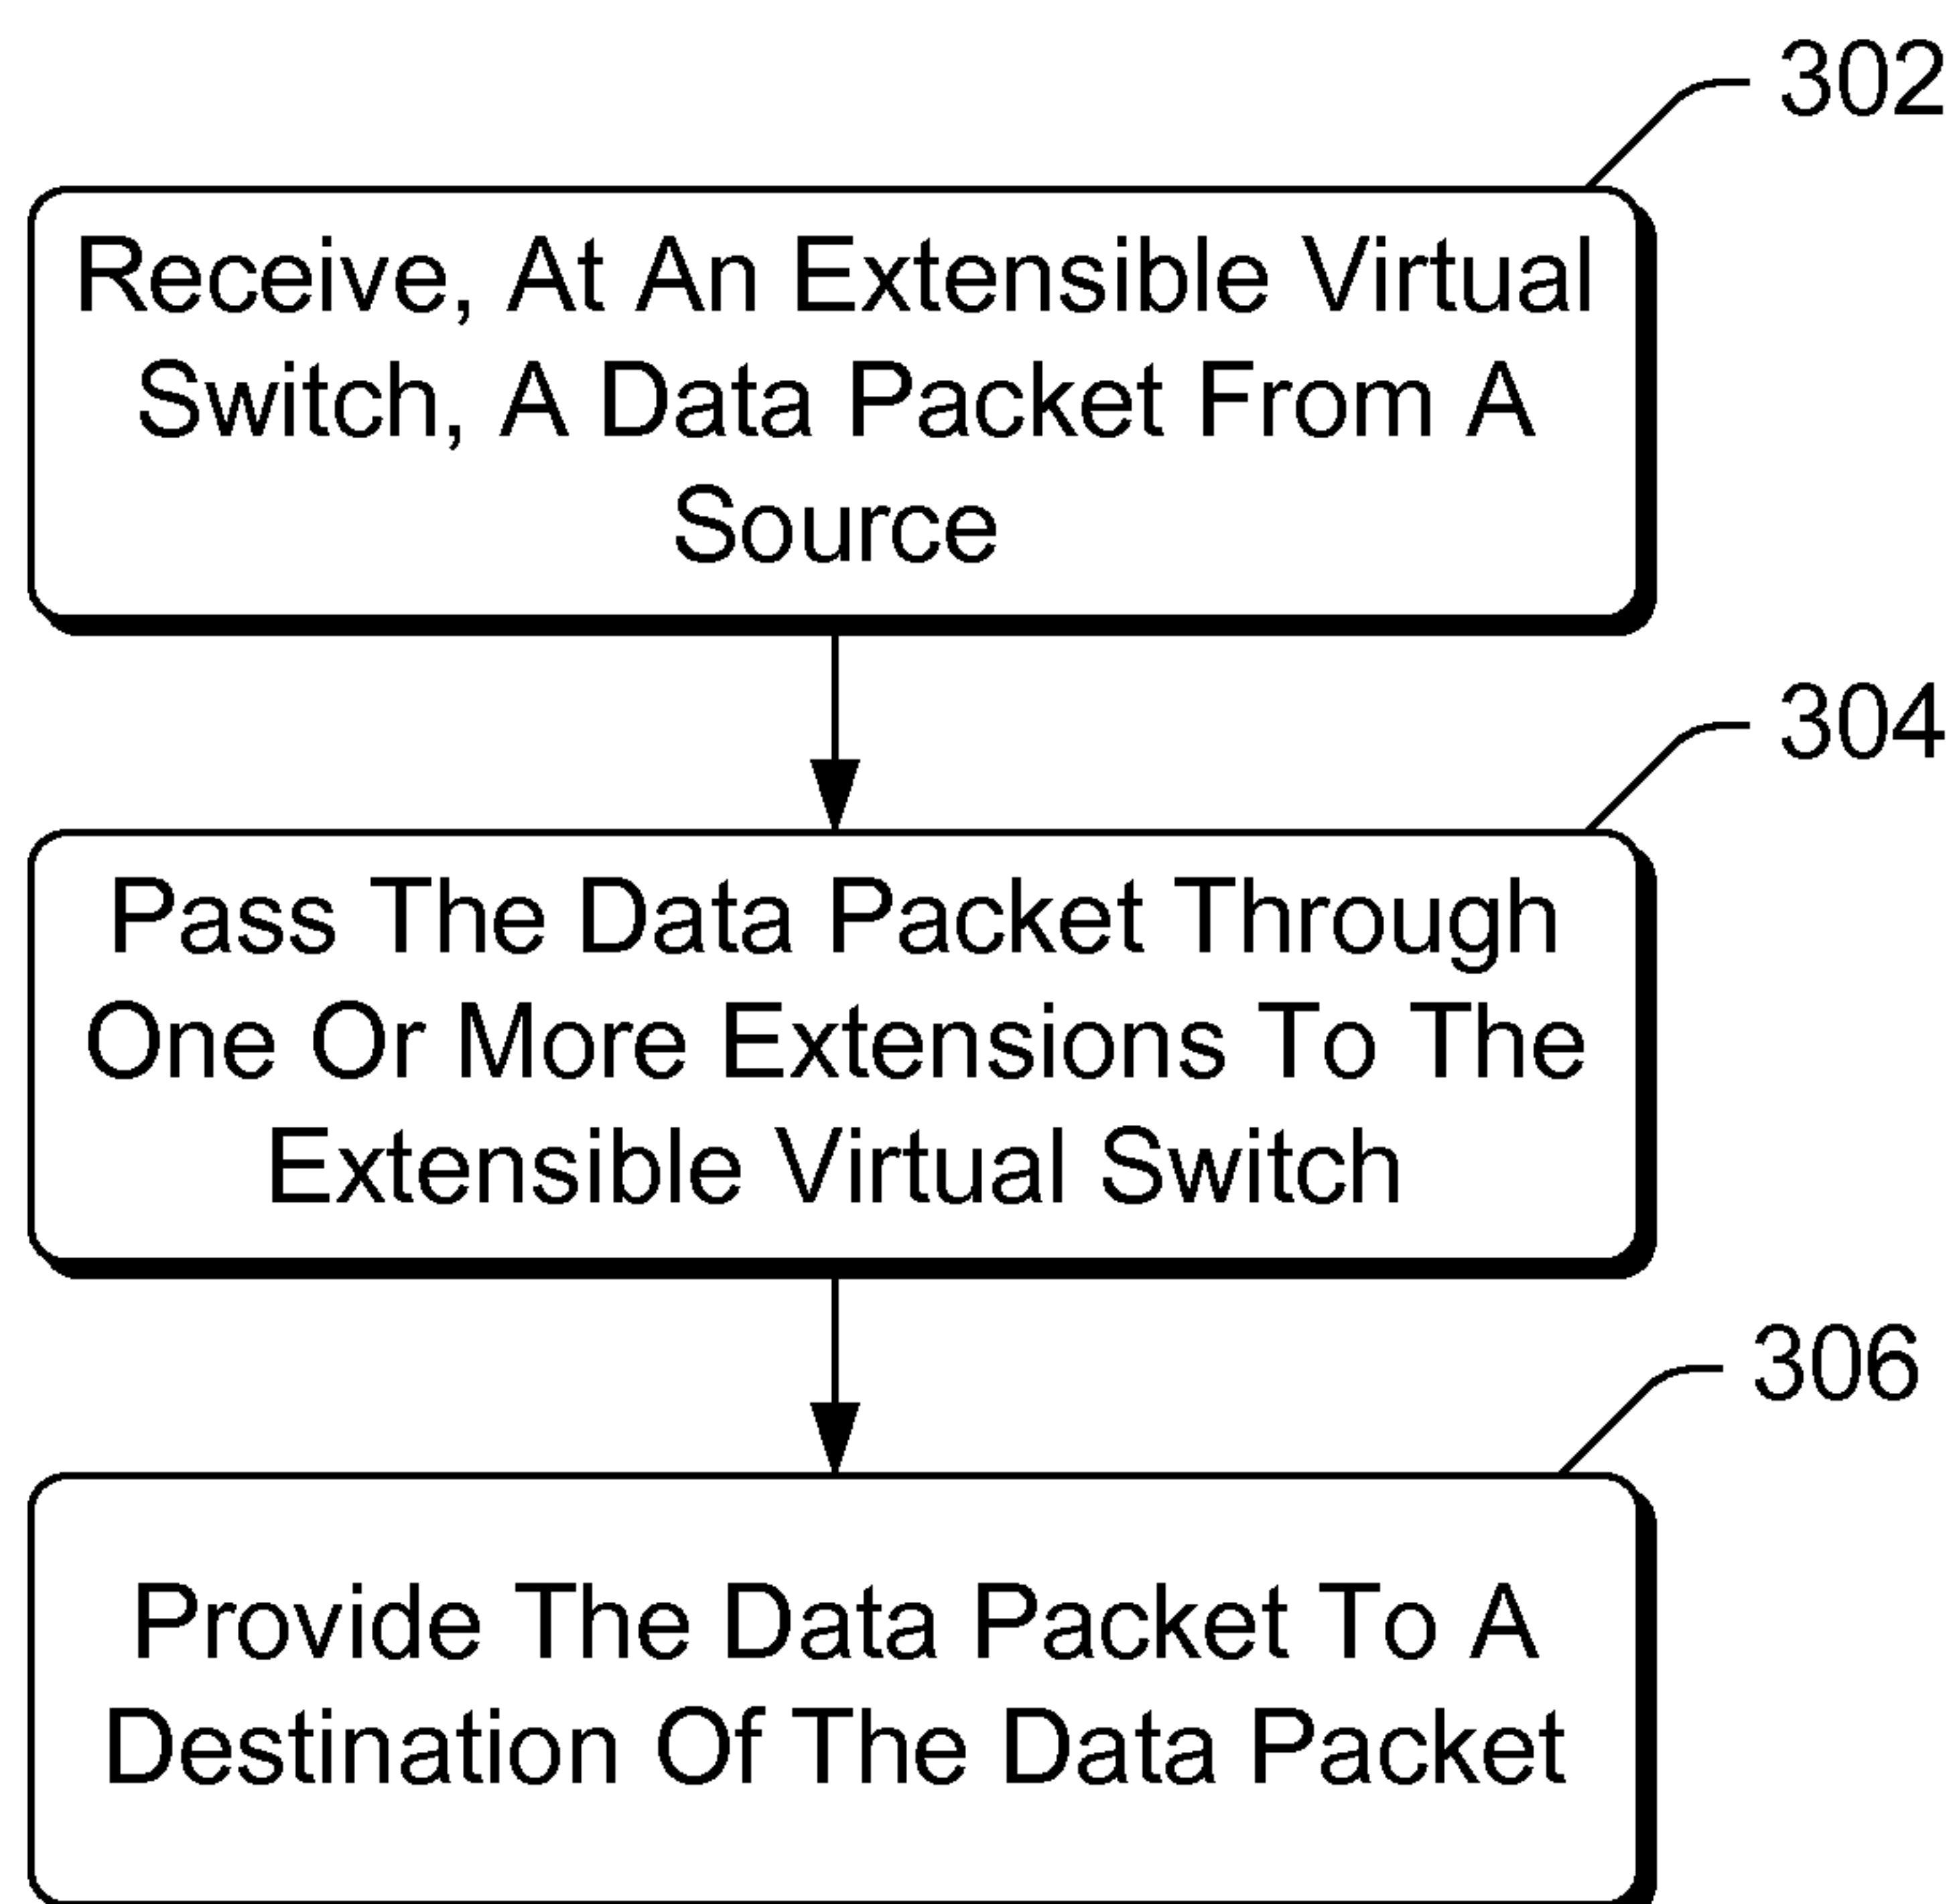 302
Receive, At An Extensible Virtual
Switch, A Data Packet From A
Source
304
Pass The Data Packet Through
One Or More Extensions To The
Extensible Virtual Switch
306
Provide The Data Packet To A
Destination Of The Data Packet